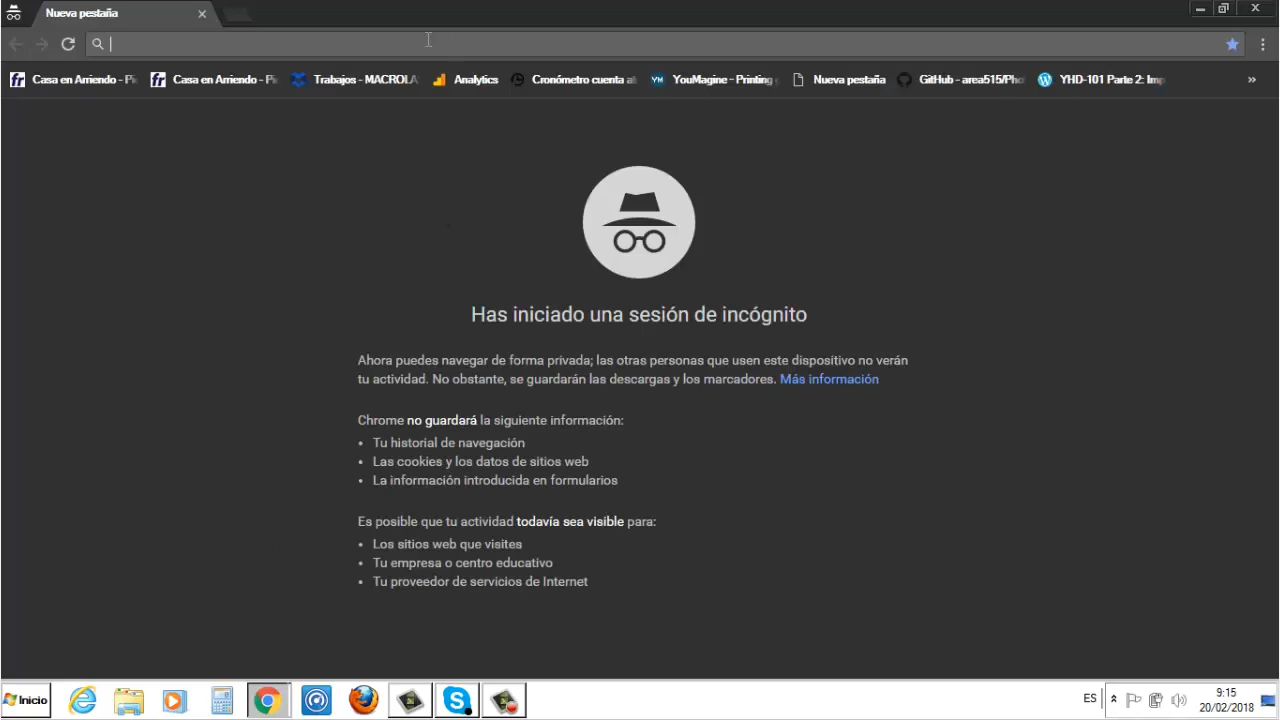 Nueva pestaña
Casa en Arriendo - Pi
Casa en Arriendo - Pi
Trabajos - MACROLA
Analytics
Cronómetro cuenta at
YouMagine - Printing
Nueva pestaña
GitHub - area515/Pho
YHD-101 Parte 2: Imp
Has iniciado una sesión de incógnito
Ahora puedes navegar de forma privada; las otras personas que usen este dispositivo no verán
tu actividad. No obstante, se guardarán las descargas y los marcadores. Más información
Chrome no guardará la siguiente información:
• Tu historial de navegación
• Las cookies y los datos de sitios web
• La información introducida en formularios
Es posible que tu actividad todavía sea visible para:
• Los sitios web que visites
• Tu empresa o centro educativo
• Tu proveedor de servicios de Internet
Inicio
ES
9:15
20/02/2018